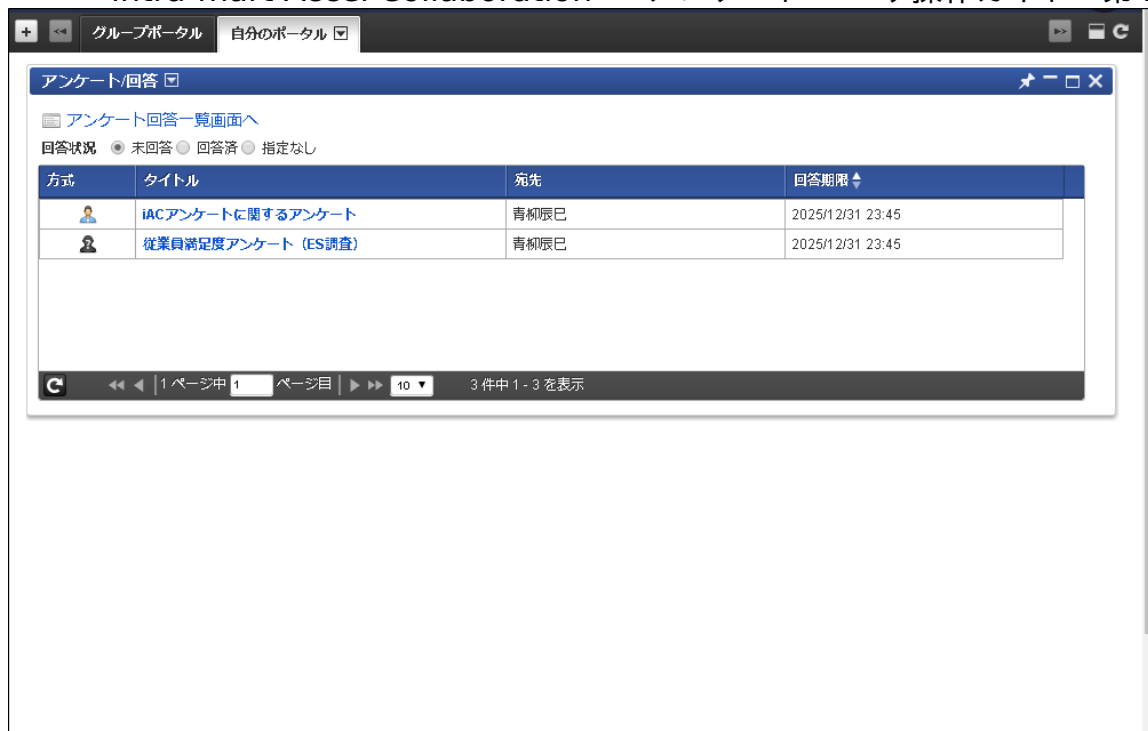 グループポータル 自分のポータル
アンケート/回答
アンケート回答一覧画面へ
回答状況 未回答 回答済 指定なし
方式 タイトル 宛先 回答期限
iACアンケートに関するアンケート 青柳辰巳 2025/12/31 23:45
従業員満足度アンケート（ES調査） 青柳辰巳 2025/12/31 23:45
1 ページ中 1 ページ目 10 3 件中 1 - 3 を表示